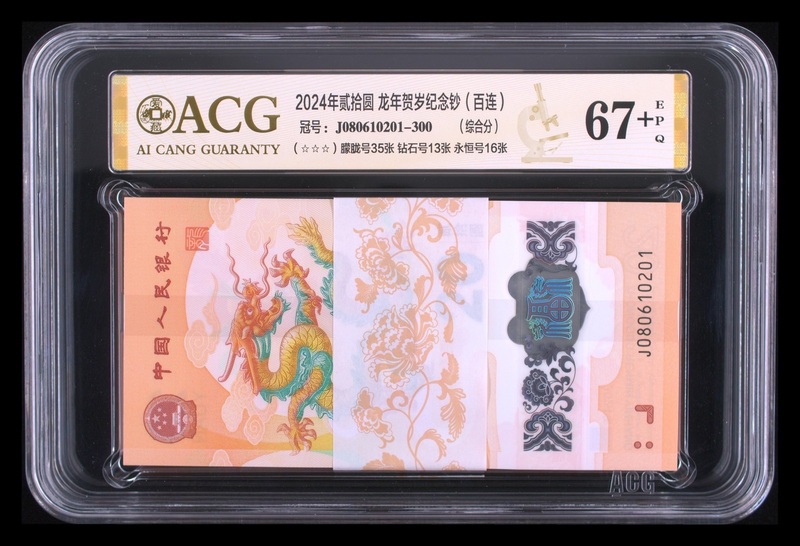 ACG
AI CANG GUARANTY
2024年贰拾圆 龙年贺岁纪念钞（百连）
冠号：J080610201-300 （综合分）
（☆☆☆）朦胧号35张 钻石号13张 永恒号16张
67+
EPQ
中国人民银行
J080610201
ACG